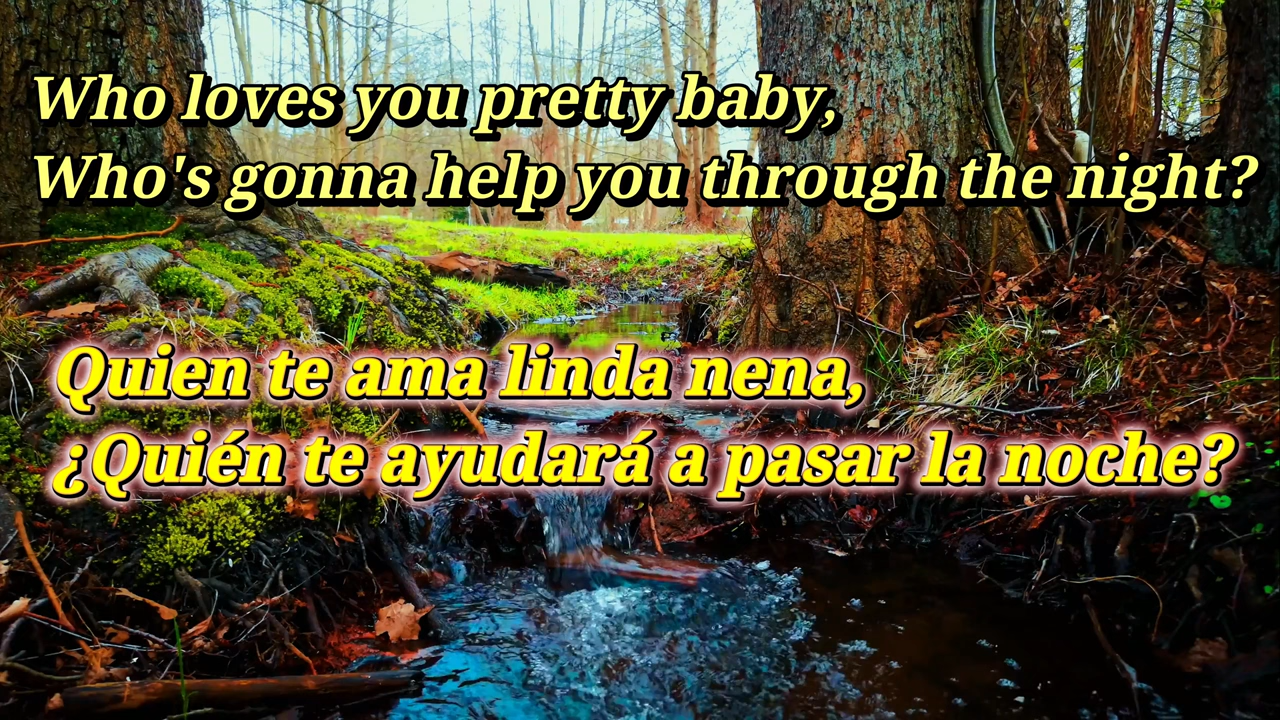 Who loves you pretty baby,
Who's gonna help you through the night?
Quien te ama linda nena,
¿Quién te ayudará a pasar la noche?